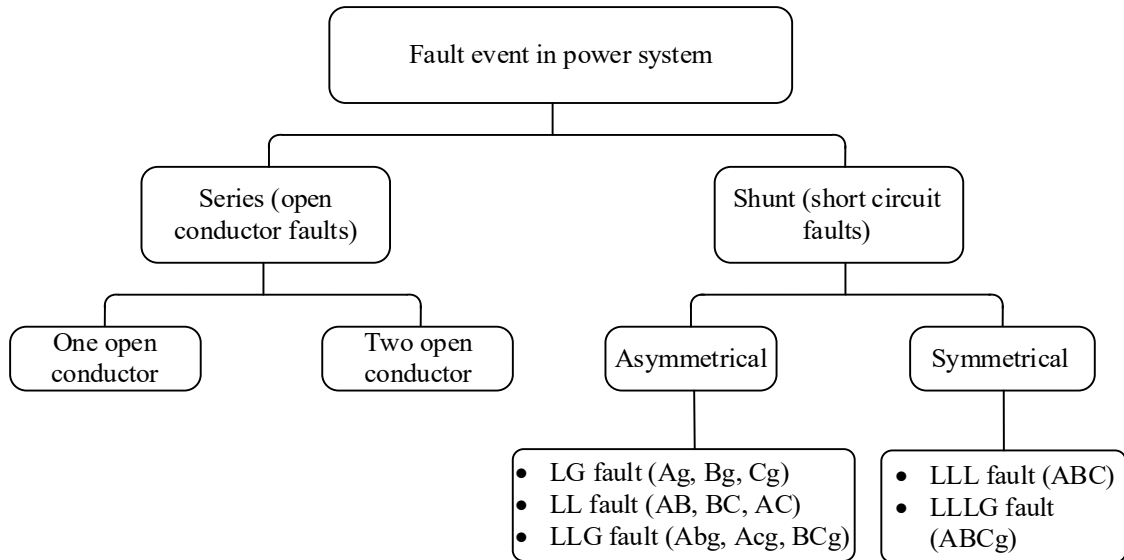 Fault event in power system
Series (open
conductor faults)
Shunt (short circuit
faults)
One open
conductor
Two open
conductor
Asymmetrical
Symmetrical
• LG fault (Ag, Bg, Cg)
• LL fault (AB, BC, AC)
• LLG fault (Abg, Acg, BCg)
• LLL fault (ABC)
• LLLG fault
(ABCg)